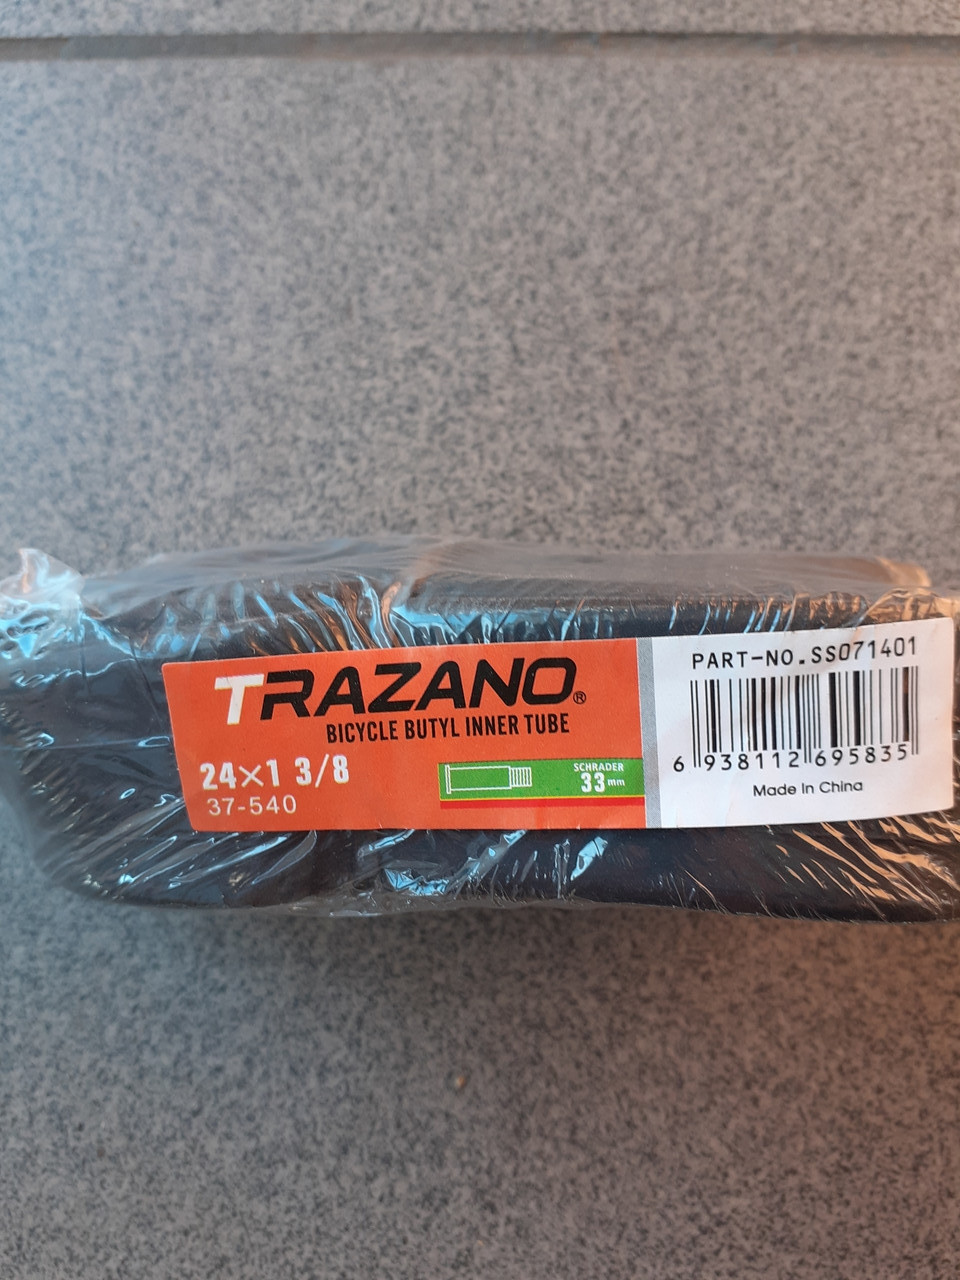 TRAZANO®
BICYCLE BUTYL INNER TUBE
24×1 3/8
37-540
SCHRADER
33mm
PART-NO.SS071401
6 938112 695835
Made In China